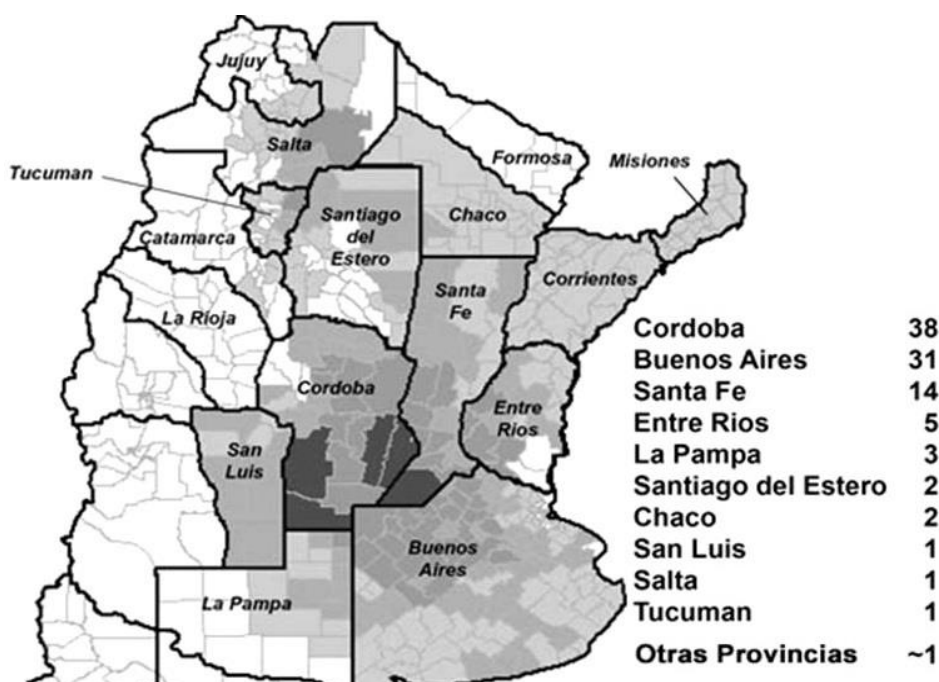 Jujuy
Salta
Formosa
Misiones
Tucuman
Santiago
del
Estero
Chaco
Catamarca
Corrientes
Santa
Fe
La Rioja
Cordoba
Entre
Rios
San
Luis
Buenos
Aires
La Pampa
Cordoba 38
Buenos Aires 31
Santa Fe 14
Entre Rios 5
La Pampa 3
Santiago del Estero 2
Chaco 2
San Luis 1
Salta 1
Tucuman 1
Otras Provincias ~1